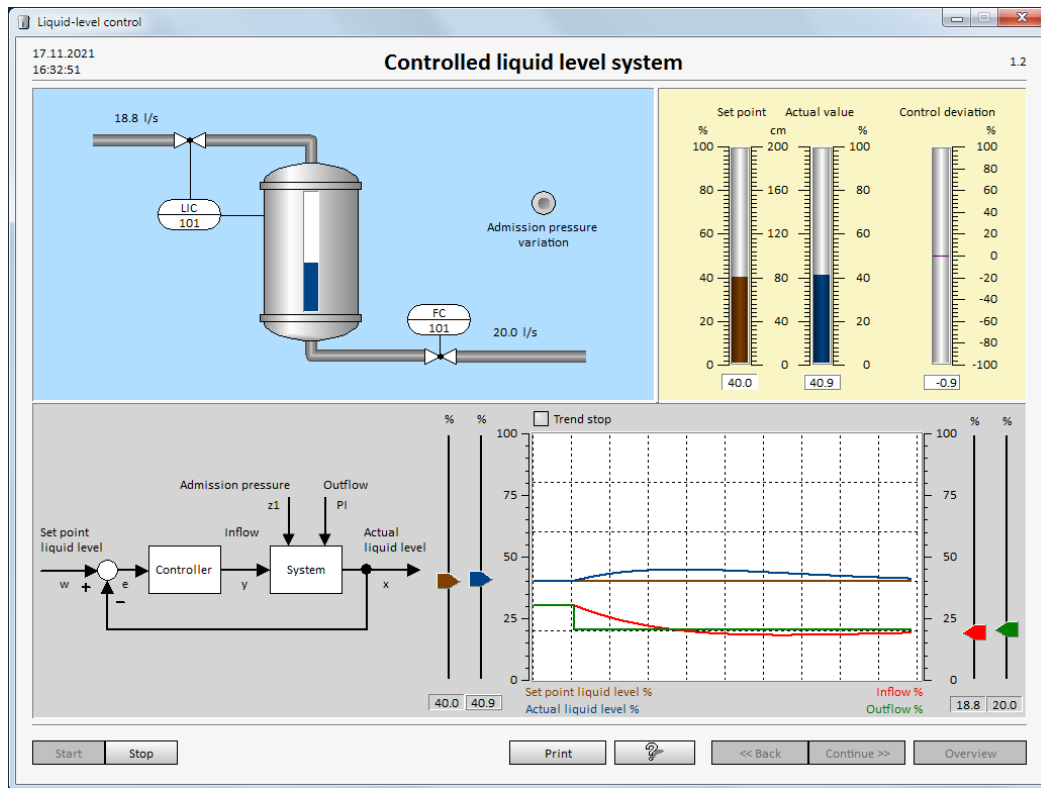 Liquid-level control
17.11.2021
16:32:51
Controlled liquid level system
1.2
18.8 l/s
LIC
101
Admission pressure
variation
FC
101
20.0 l/s
Set point
Actual value
Control deviation
% cm % %
100 200 100 100
80
60
80 160 80 40
20
60 120 60 0
-20
40 80 40 -40
-60
20 40 20 -80
0 0 0 -100
40.0 40.9 -0.9
Admission pressure Outflow
z1 PI
Set point
liquid level
Inflow
Actual
liquid level
Controller
System
w + e y x
−
% %
40.0 40.9
Trend stop
100 100
75 75
50 50
25 25
0 0
Set point liquid level % Inflow %
Actual liquid level % Outflow %
% %
18.8 20.0
Start
Stop
Print
?
<< Back
Continue >>
Overview